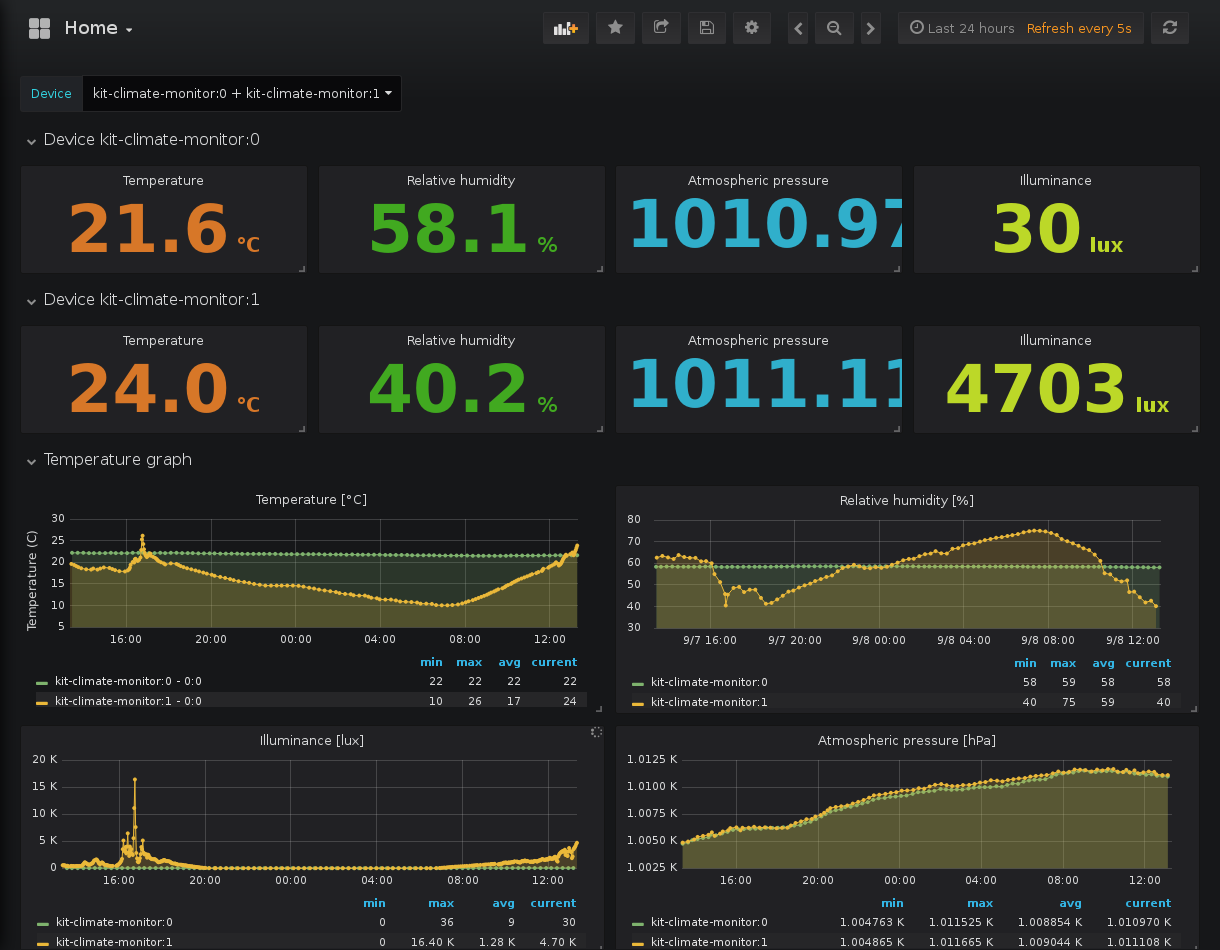 Home
Last 24 hours Refresh every 5s
Device kit-climate-monitor:0 + kit-climate-monitor:1
Device kit-climate-monitor:0
Temperature Relative humidity Atmospheric pressure Illuminance
21.6 °C 58.1 % 1010.97 30 lux
Device kit-climate-monitor:1
Temperature Relative humidity Atmospheric pressure Illuminance
24.0 °C 40.2 % 1011.11 4703 lux
Temperature graph
Temperature [°C]
Temperature (C)
30
25
20
15
10
5
16:00 20:00 00:00 04:00 08:00 12:00
min max avg current
kit-climate-monitor:0 - 0:0 22 22 22 22
kit-climate-monitor:1 - 0:0 10 26 17 24
Relative humidity [%]
80
70
60
50
40
30
9/7 16:00 9/7 20:00 9/8 00:00 9/8 04:00 9/8 08:00 9/8 12:00
min max avg current
kit-climate-monitor:0 58 59 58 58
kit-climate-monitor:1 40 75 59 40
Illuminance [lux]
20 K
15 K
10 K
5 K
0
16:00 20:00 00:00 04:00 08:00 12:00
min max avg current
kit-climate-monitor:0 0 36 9 30
kit-climate-monitor:1 0 16.40 K 1.28 K 4.70 K
Atmospheric pressure [hPa]
1.0125 K
1.0100 K
1.0075 K
1.0050 K
1.0025 K
16:00 20:00 00:00 04:00 08:00 12:00
min max avg current
kit-climate-monitor:0 1.004763 K 1.011525 K 1.008854 K 1.010970 K
kit-climate-monitor:1 1.004865 K 1.011665 K 1.009044 K 1.011108 K